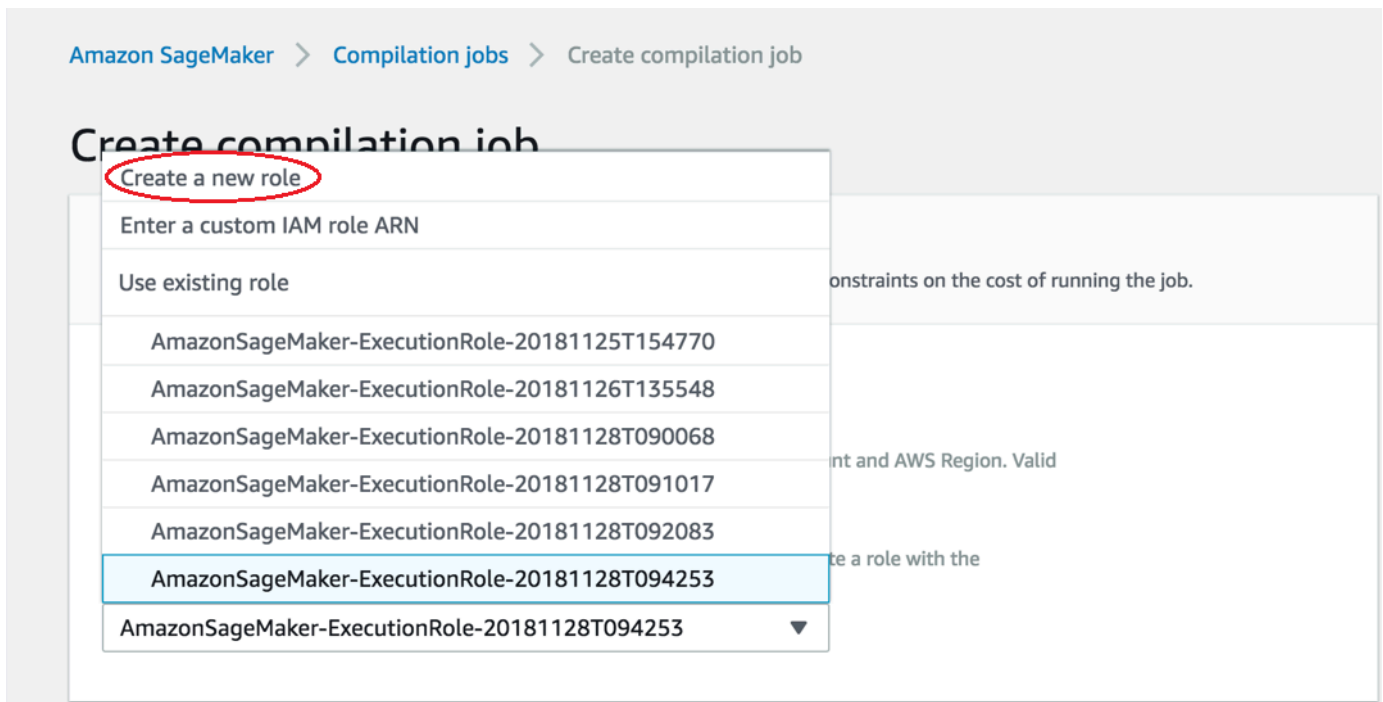 Amazon SageMaker > Compilation jobs > Create compilation job
Create compilation job
Create a new role
Enter a custom IAM role ARN
Use existing role
onstraints on the cost of running the job.
AmazonSageMaker-ExecutionRole-20181125T154770
AmazonSageMaker-ExecutionRole-20181126T135548
AmazonSageMaker-ExecutionRole-20181128T090068
nt and AWS Region. Valid
AmazonSageMaker-ExecutionRole-20181128T091017
AmazonSageMaker-ExecutionRole-20181128T092083
te a role with the
AmazonSageMaker-ExecutionRole-20181128T094253
AmazonSageMaker-ExecutionRole-20181128T094253